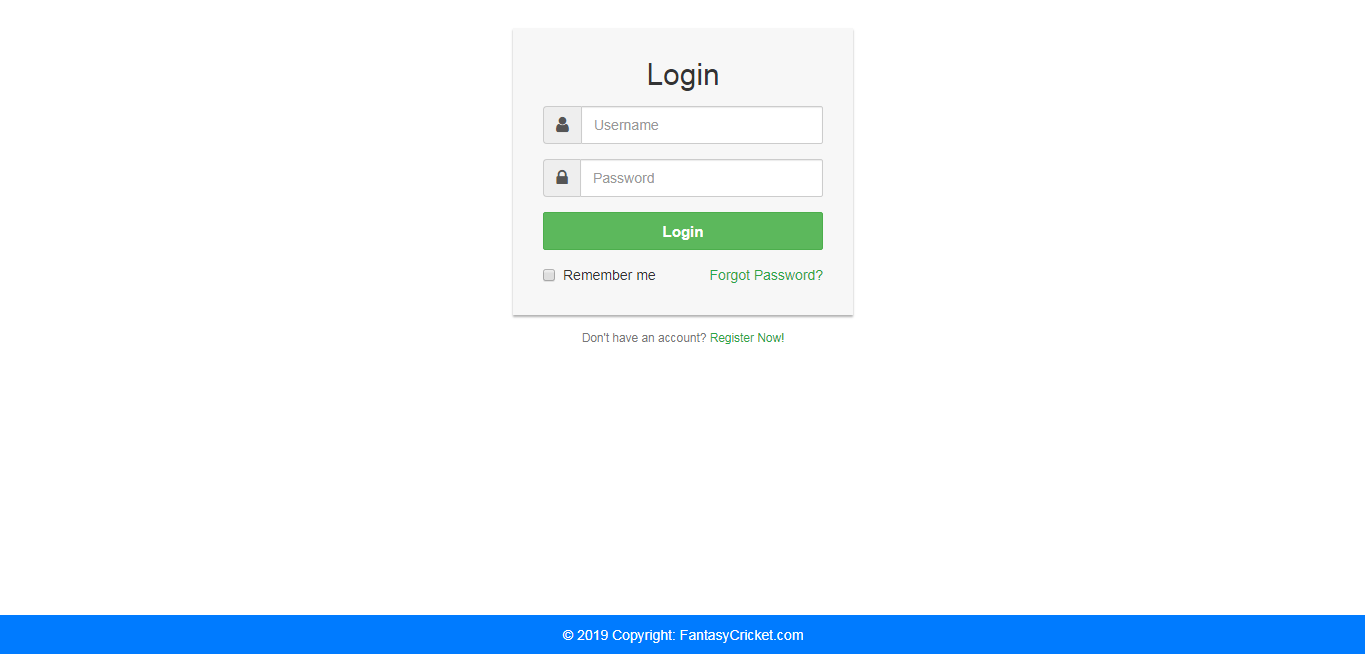 Login
Username
Password
Login
Remember me Forgot Password?
Don't have an account? Register Now!
© 2019 Copyright: FantasyCricket.com